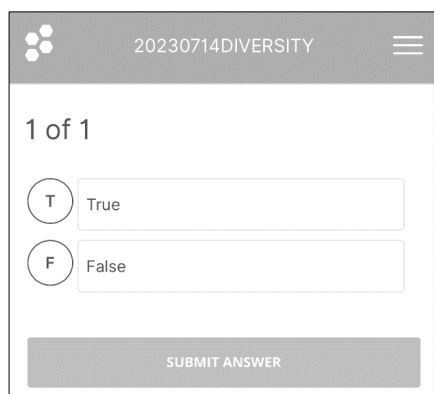 20230714DIVERSITY
1 of 1
T True
F False
SUBMIT ANSWER